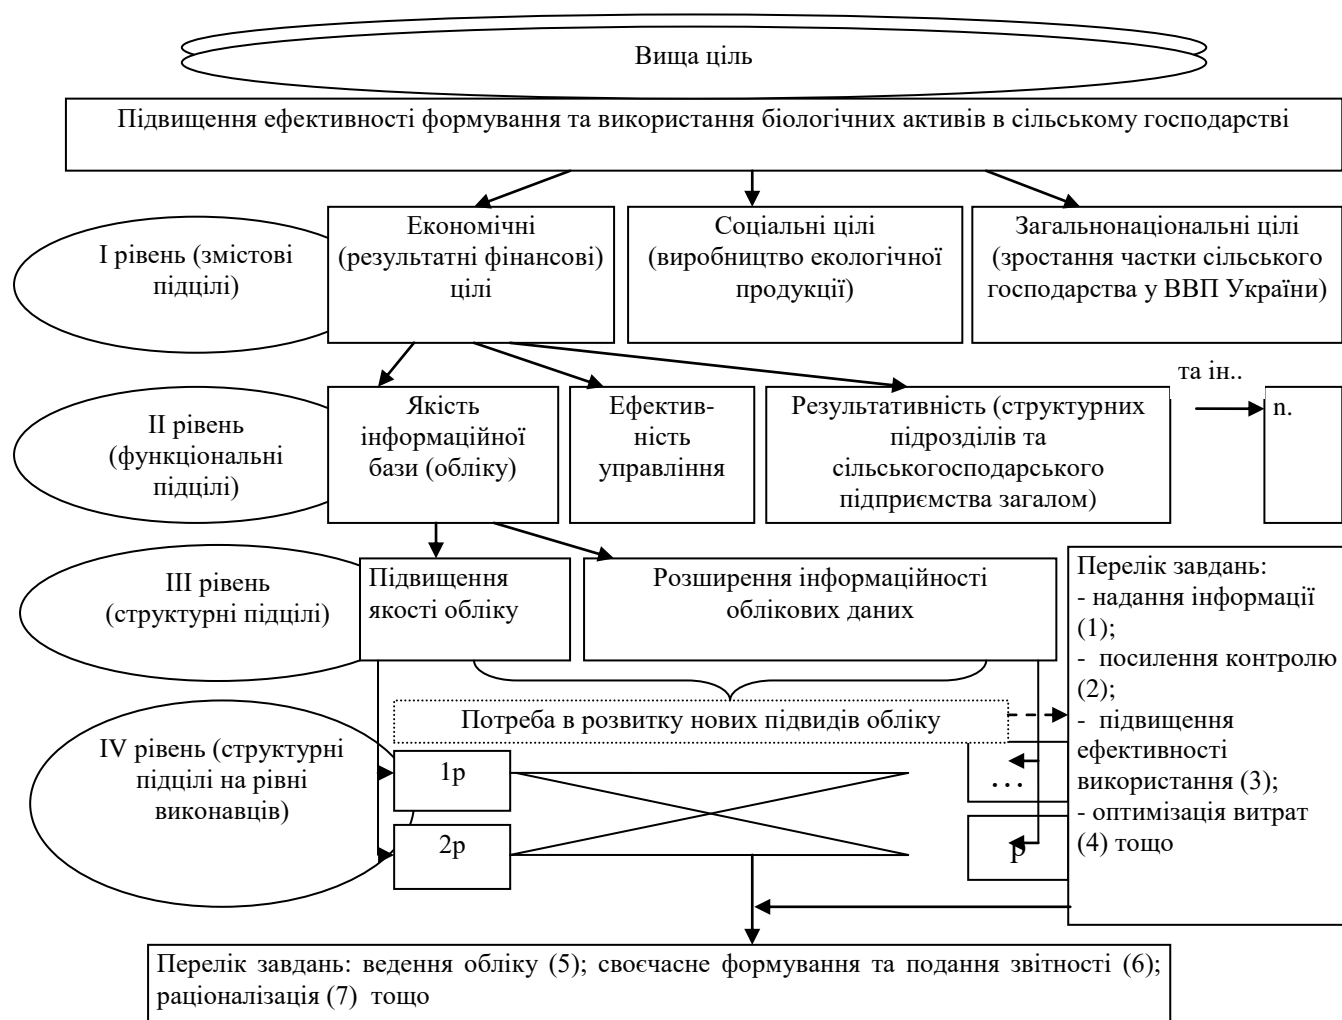 Вища ціль
Підвищення ефективності формування та використання біологічних активів в сільському господарстві
І рівень (змістові
підцілі)
Економічні
(результатні фінансові)
цілі
Соціальні цілі
(виробництво екологічної
продукції)
Загальнонаціональні цілі
(зростання частки сільського
господарства у ВВП України)
ІІ рівень
(функціональні
підцілі)
Якість
інформаційної
бази (обліку)
Ефектив-
ність
управління
Результативність (структурних
підрозділів та
сільськогосподарського
підприємства загалом)
та ін..
n.
ІІІ рівень
(структурні підцілі)
Підвищення
якості обліку
Розширення інформаційності
облікових даних
Перелік завдань:
- надання інформації
(1);
- посилення контролю
(2);
- підвищення
ефективності
використання (3);
- оптимізація витрат
(4) тощо
Потреба в розвитку нових підвидів обліку
IV рівень (структурні
підцілі на рівні
виконавців)
1р
2р
…
р
Перелік завдань: ведення обліку (5); своєчасне формування та подання звітності (6);
раціоналізація (7) тощо